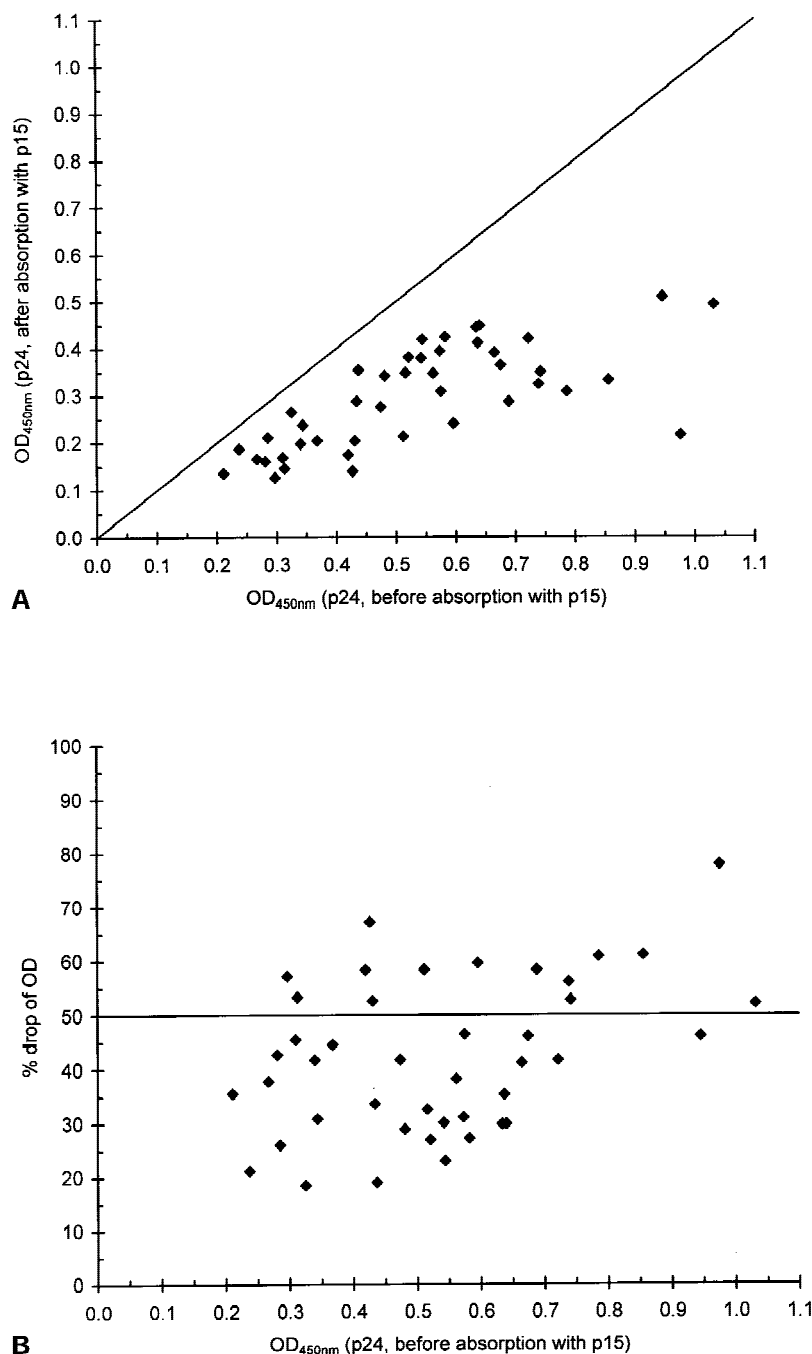 1.1
1.0
0.9
0.8
0.7
0.6
0.5
0.4
0.3
0.2
0.1
0.0
OD450nm (p24, after absorption with p15)
0.0 0.1 0.2 0.3 0.4 0.5 0.6 0.7 0.8 0.9 1.0 1.1
A
OD450nm (p24, before absorption with p15)
100
90
80
70
60
50
40
30
20
10
0
% drop of OD
0.0 0.1 0.2 0.3 0.4 0.5 0.6 0.7 0.8 0.9 1.0 1.1
B
OD450nm (p24, before absorption with p15)